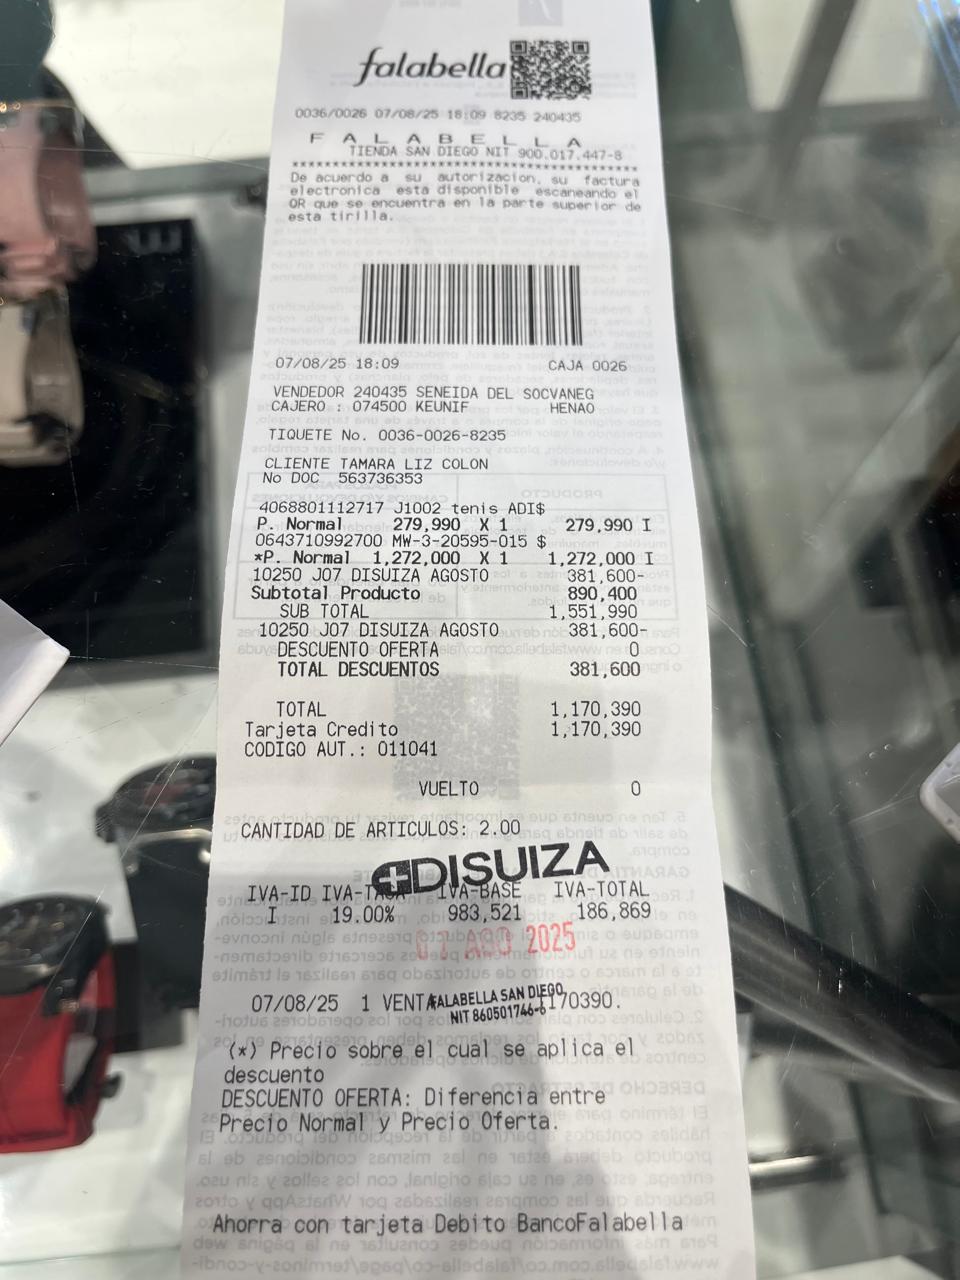 falabella
0036/0026 07/08/25 18:09 8235 240435
F A L A B E L L A
TIENDA SAN DIEGO NIT 900.017.447-8
De acuerdo a su autorizacion, su factura
electronica esta disponible escaneando el
QR que se encuentra en la parte superior de
esta tirilla.
07/08/25 18:09 CAJA 0026
VENDEDOR 240435 SENEIDA DEL SOCVANEG
CAJERO : 074500 KEUNIF HENAO
TIQUETE No. 0036-0026-8235
CLIENTE TAMARA LIZ COLON
No DOC 563736353
4068801112717 J1002 tenis ADI$
P. Normal 279,990 X 1 279,990 I
0643710992700 MW-3-20595-015 $
*P. Normal 1,272,000 X 1 1,272,000 I
10250 J07 DISUIZA AGOSTO 381,600-
Subtotal Producto 890,400
SUB TOTAL 1,551,990
10250 J07 DISUIZA AGOSTO 381,600-
DESCUENTO OFERTA 0
TOTAL DESCUENTOS 381,600
TOTAL 1,170,390
Tarjeta Credito 1,170,390
CODIGO AUT.: 011041
VUELTO 0
CANTIDAD DE ARTICULOS: 2.00
DISUIZA
IVA-ID IVA-TASA IVA-BASE IVA-TOTAL
I 19.00% 983,521 186,869
07 AGO 2025
07/08/25 1 VENTA 1170390.
FALABELLA SAN DIEGO
NIT 860501746-6
(*) Precio sobre el cual se aplica el
descuento
DESCUENTO OFERTA: Diferencia entre
Precio Normal y Precio Oferta.
Ahorra con tarjeta Debito BancoFalabella